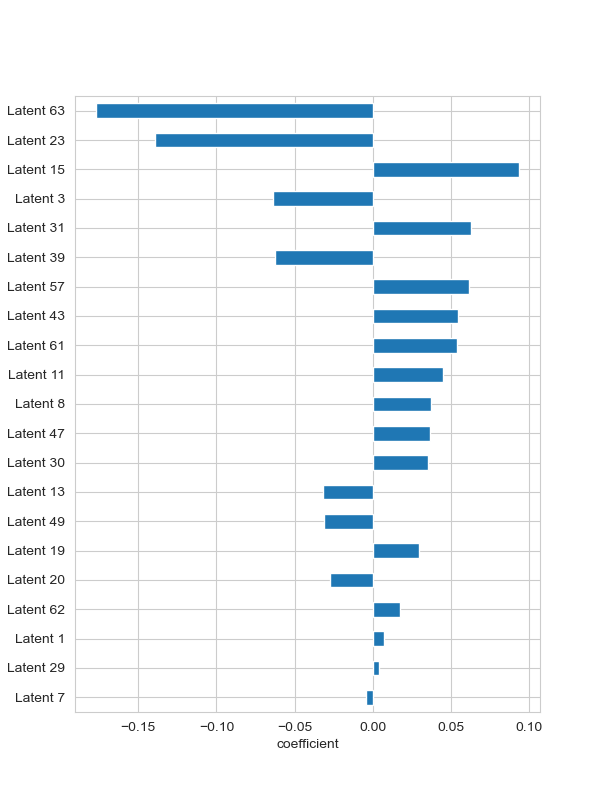 Latent 63
Latent 23
Latent 15
Latent 3
Latent 31
Latent 39
Latent 57
Latent 43
Latent 61
Latent 11
Latent 8
Latent 47
Latent 30
Latent 13
Latent 49
Latent 19
Latent 20
Latent 62
Latent 1
Latent 29
Latent 7
−0.15 −0.10 −0.05 0.00 0.05 0.10
coefficient